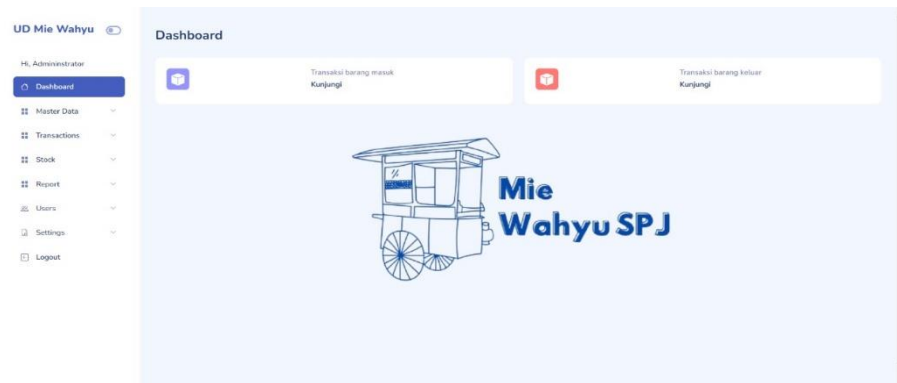 UD Mie Wahyu
Hi, Admininstrator
Dashboard
Master Data
Transactions
Stock
Report
Users
Settings
Logout
Dashboard
Transaksi barang masuk
Kunjungi
Transaksi barang keluar
Kunjungi
Mie
Wahyu SPJ